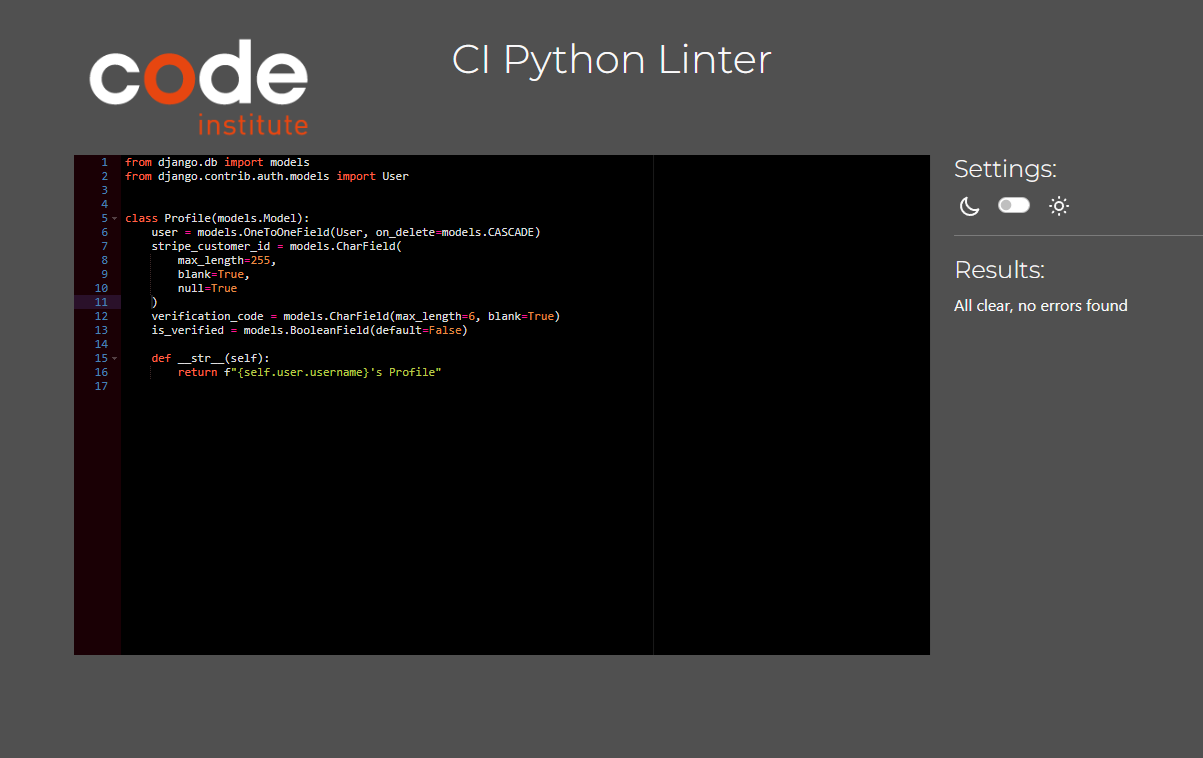 code
institute
CI Python Linter
1 from django.db import models
2 from django.contrib.auth.models import User
3
4
5 class Profile(models.Model):
6     user = models.OneToOneField(User, on_delete=models.CASCADE)
7     stripe_customer_id = models.CharField(
8         max_length=255,
9         blank=True,
10         null=True
11     )
12     verification_code = models.CharField(max_length=6, blank=True)
13     is_verified = models.BooleanField(default=False)
14
15     def __str__(self):
16         return f"{self.user.username}'s Profile"
17
Settings:
Results:
All clear, no errors found